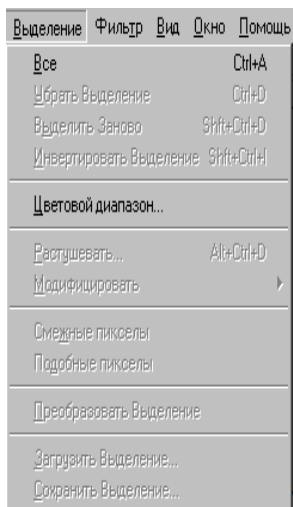 Выделение Фильтр Вид Окно Помощь
Все Ctrl+A
Убрать Выделение Ctrl+D
Выделить Заново Shft+Ctrl+D
Инвертировать Выделение Shft+Ctrl+I
Цветовой диапазон...
Растушевать... Alt+Ctrl+D
Модифицировать
Смежные пикселы
Подобные пикселы
Преобразовать Выделение
Загрузить Выделение...
Сохранить Выделение...